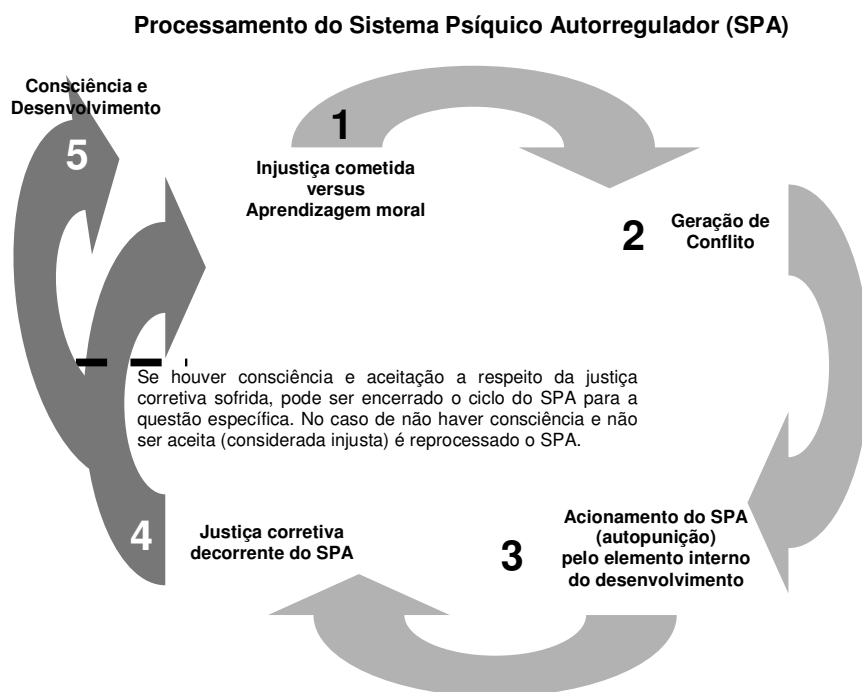 Processamento do Sistema Psíquico Autorregulador (SPA)
Consciência e
Desenvolvimento
5
1
Injustiça cometida
versus
Aprendizagem moral
2
Geração de
Conflito
Se houver consciência e aceitação a respeito da justiça
corretiva sofrida, pode ser encerrado o ciclo do SPA para a
questão específica. No caso de não haver consciência e não
ser aceita (considerada injusta) é reprocessado o SPA.
3
Acionamento do SPA
(autopunição)
pelo elemento interno
do desenvolvimento
4
Justiça corretiva
decorrente do SPA